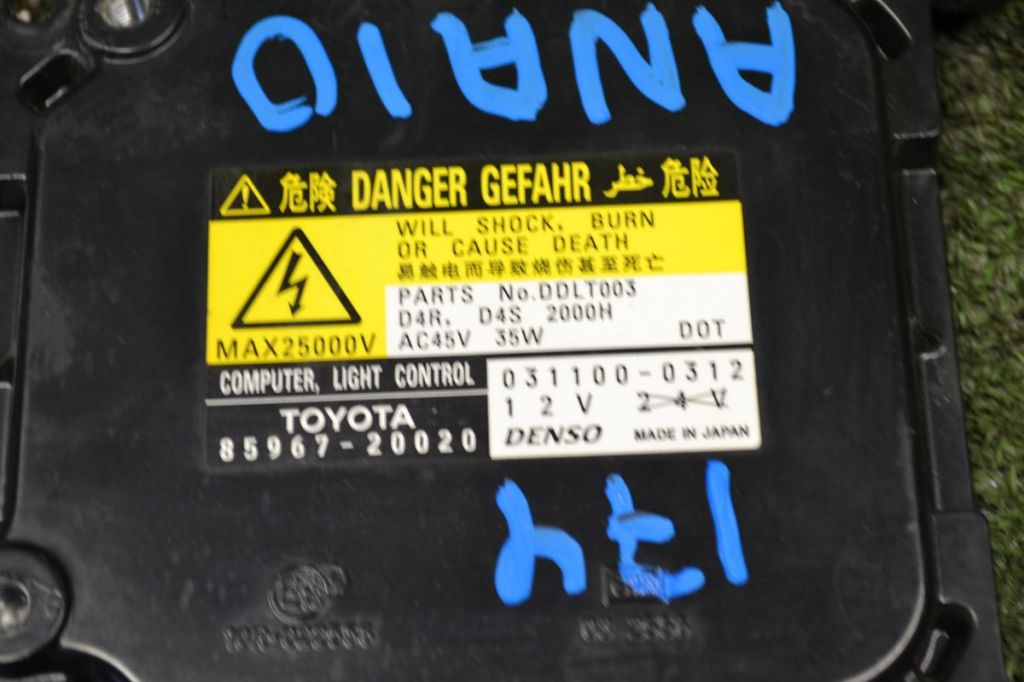 ANA10
危険 DANGER GEFAHR خطر 危险
WILL SHOCK, BURN
OR CAUSE DEATH
易触电而导致烧伤甚至死亡
MAX25000V
PARTS No.DDLT003
D4R, D4S 2000H
AC45V 35W DOT
COMPUTER, LIGHT CONTROL
TOYOTA
85967-20020
031100-0312
12V 24V
DENSO MADE IN JAPAN
174